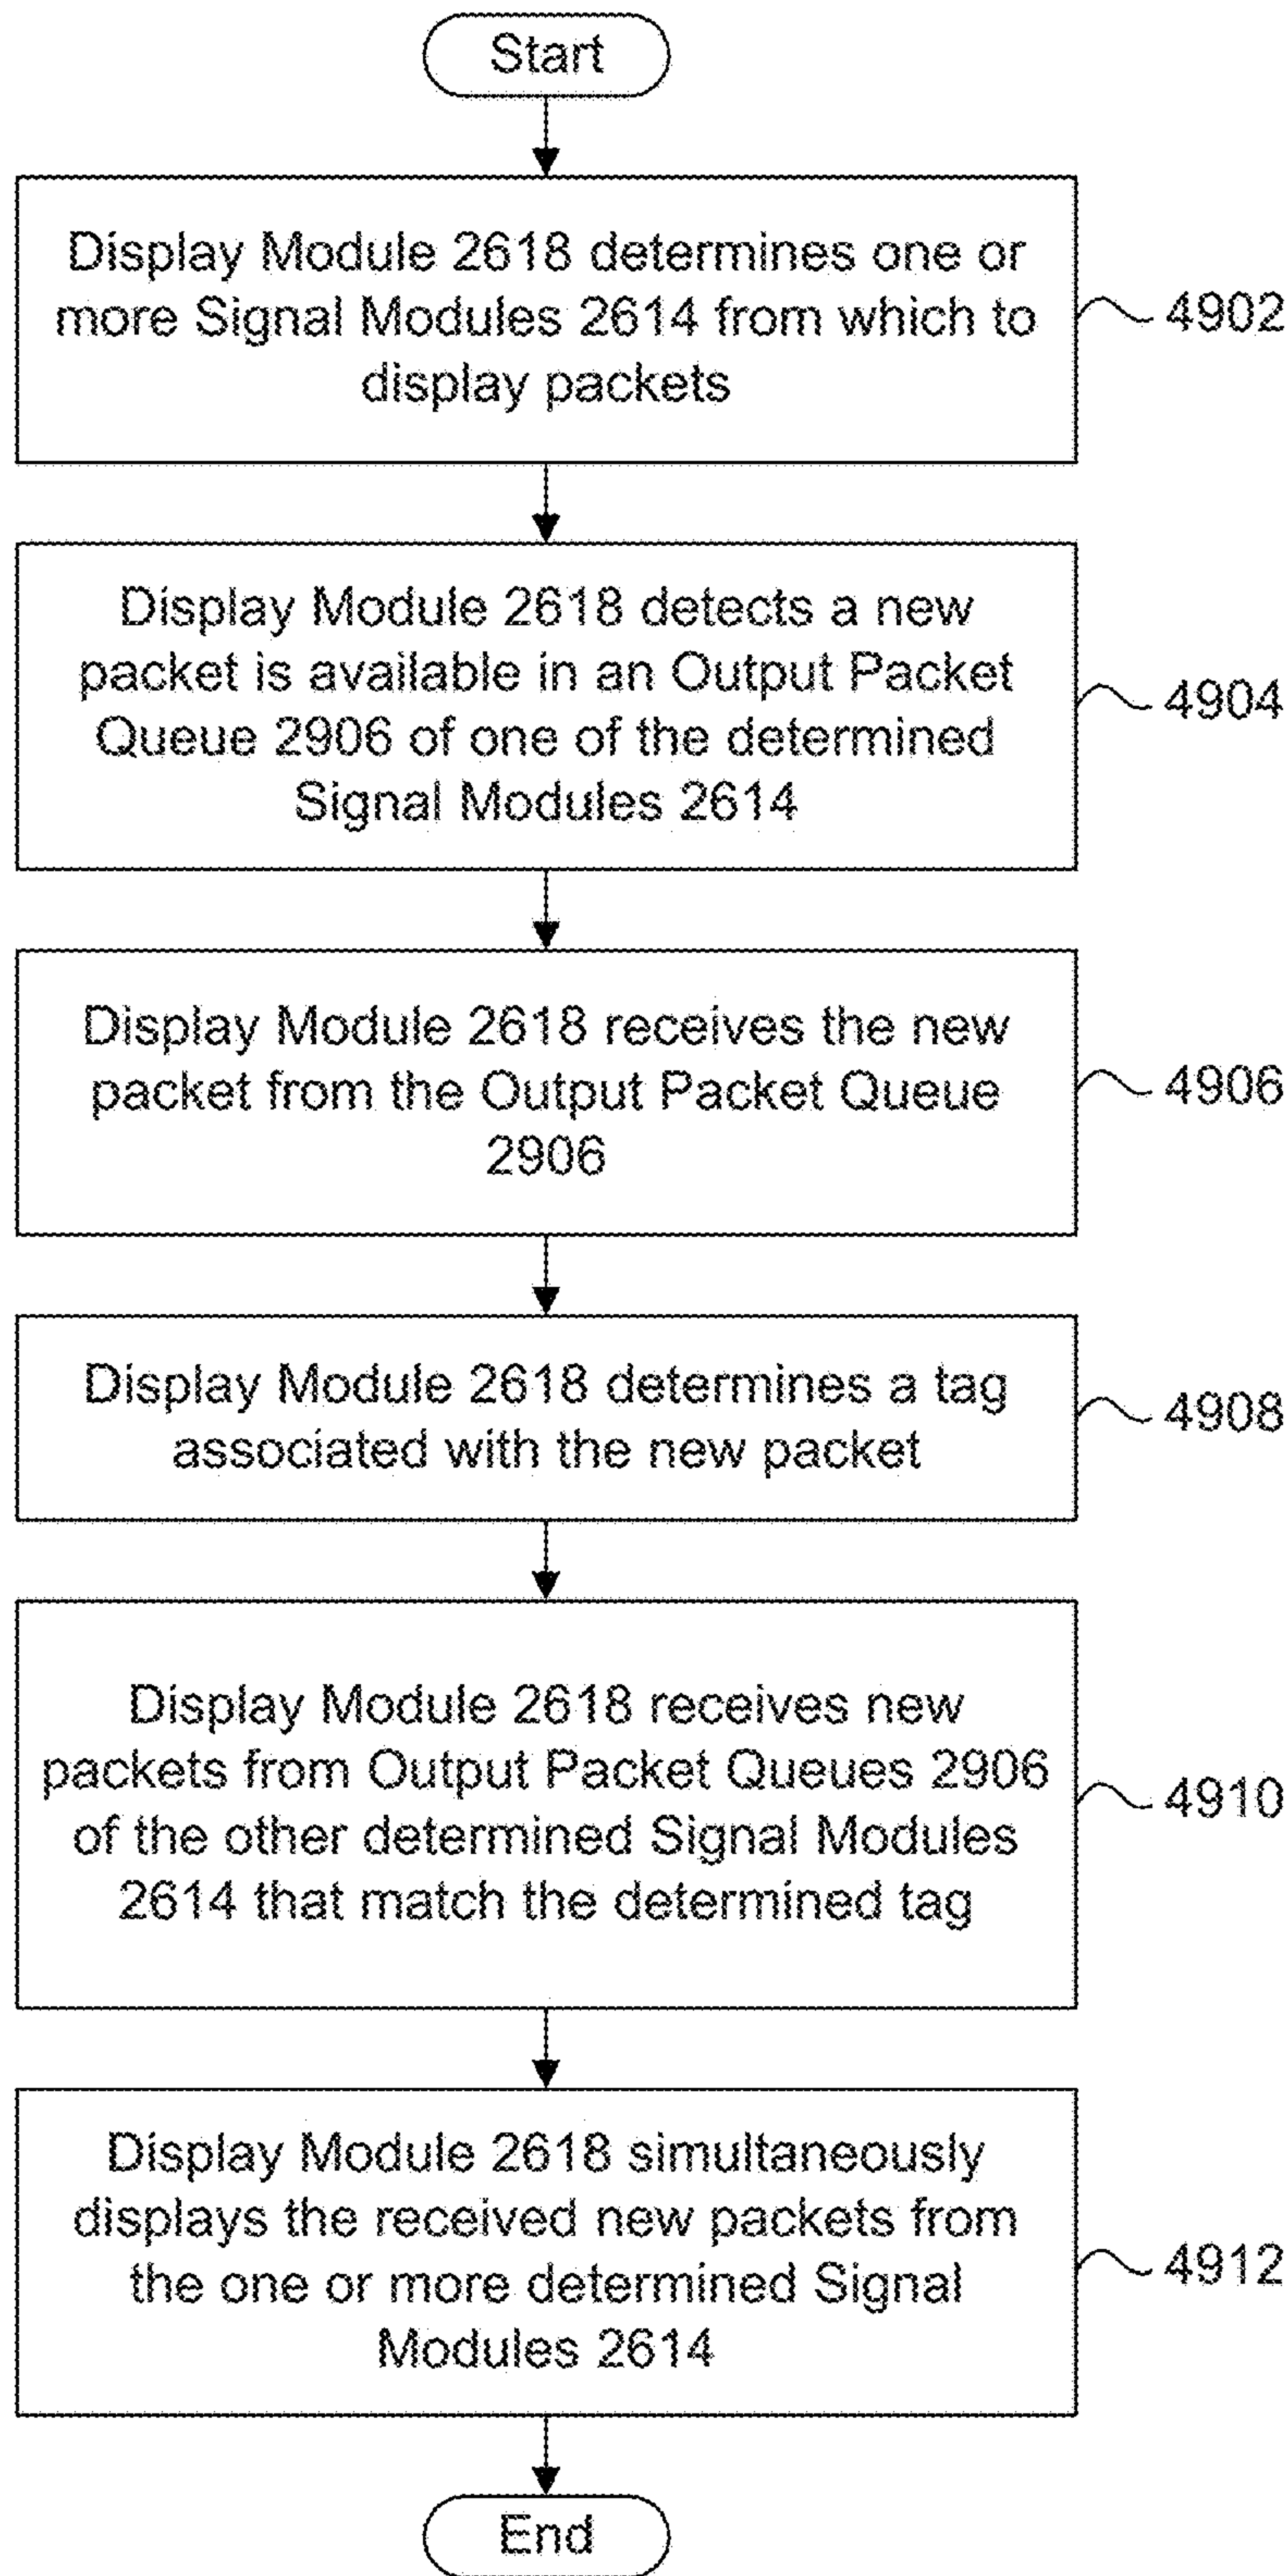 Start
Display Module 2618 determines one or
more Signal Modules 2614 from which to
display packets
4902
Display Module 2618 detects a new
packet is available in an Output Packet
Queue 2906 of one of the determined
Signal Modules 2614
4904
Display Module 2618 receives the new
packet from the Output Packet Queue
2906
4906
Display Module 2618 determines a tag
associated with the new packet
4908
Display Module 2618 receives new
packets from Output Packet Queues 2906
of the other determined Signal Modules
2614 that match the determined tag
4910
Display Module 2618 simultaneously
displays the received new packets from
the one or more determined Signal
Modules 2614
4912
End